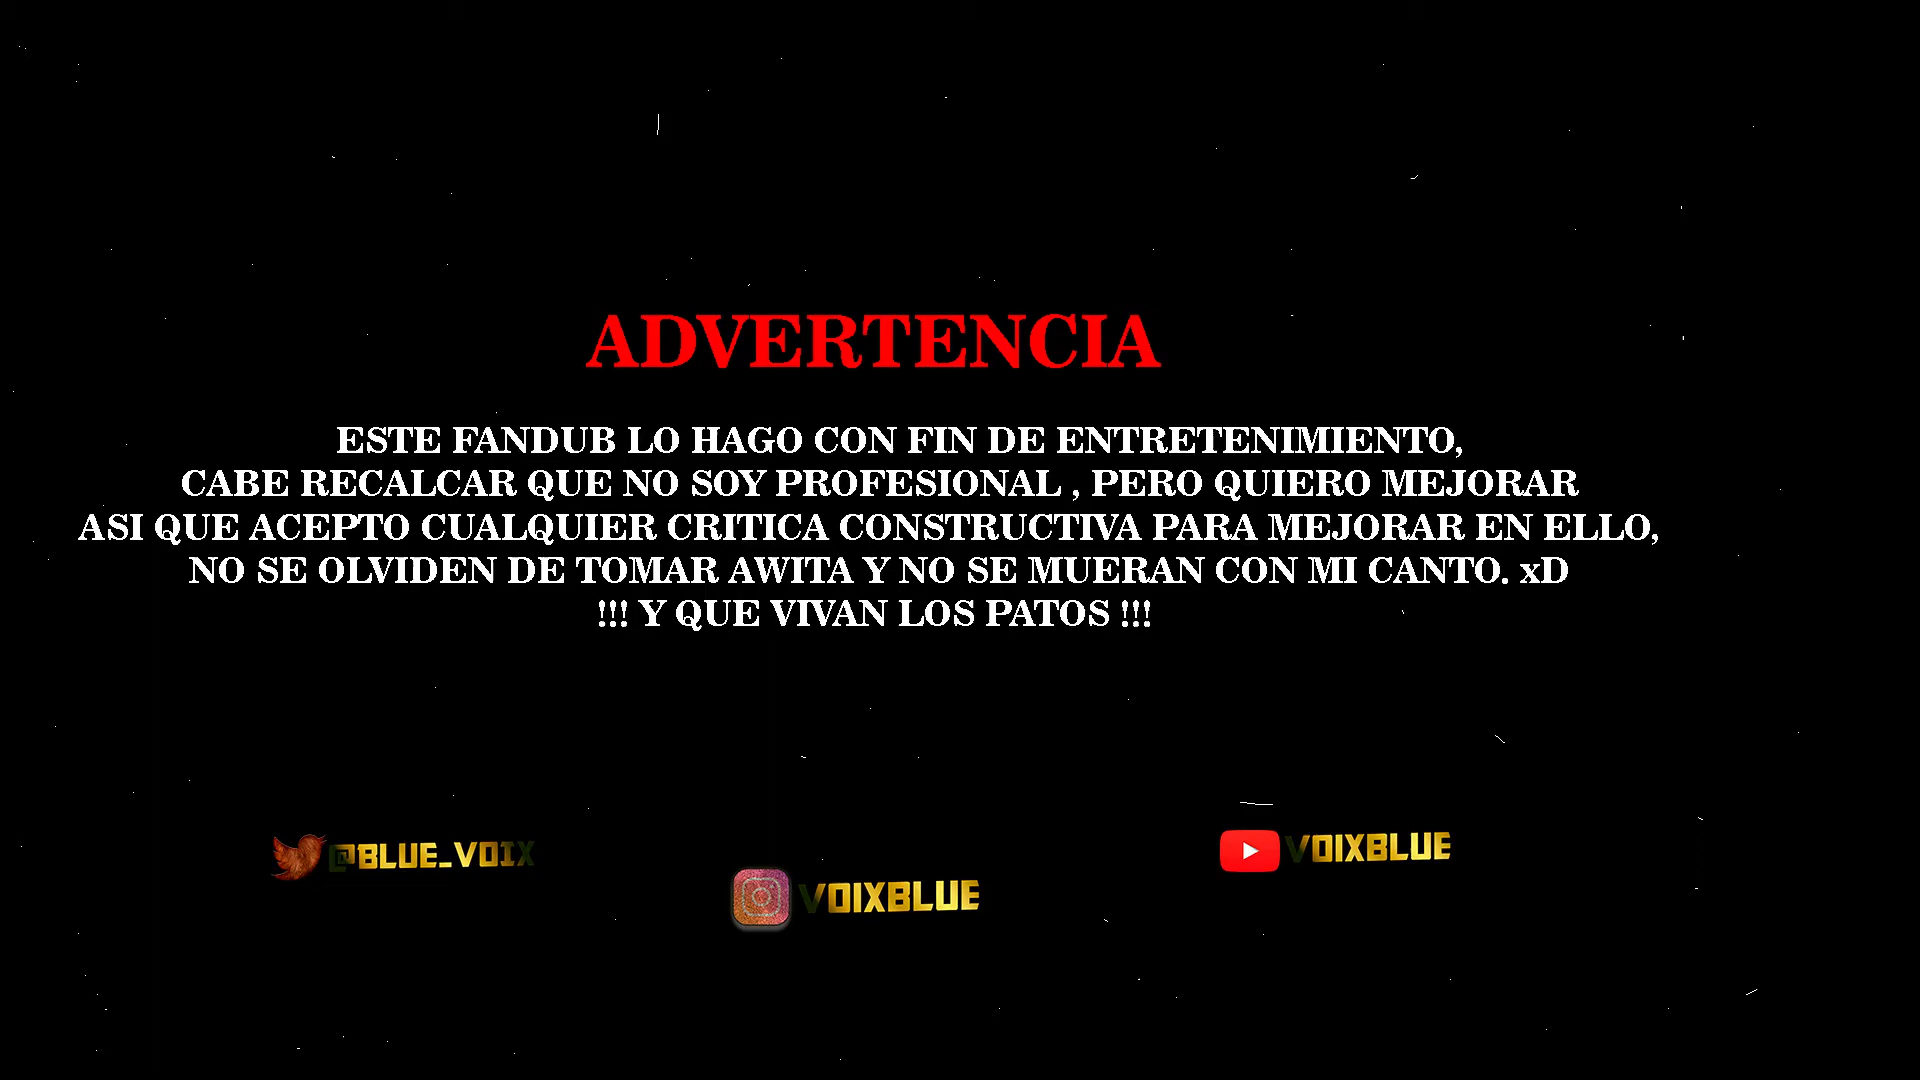 ADVERTENCIA
ESTE FANDUB LO HAGO CON FIN DE ENTRETENIMIENTO,
CABE RECALCAR QUE NO SOY PROFESIONAL , PERO QUIERO MEJORAR
ASI QUE ACEPTO CUALQUIER CRITICA CONSTRUCTIVA PARA MEJORAR EN ELLO,
NO SE OLVIDEN DE TOMAR AWITA Y NO SE MUERAN CON MI CANTO. xD
!!! Y QUE VIVAN LOS PATOS !!!
@BLUE_VOIX
VOIXBLUE
VOIXBLUE